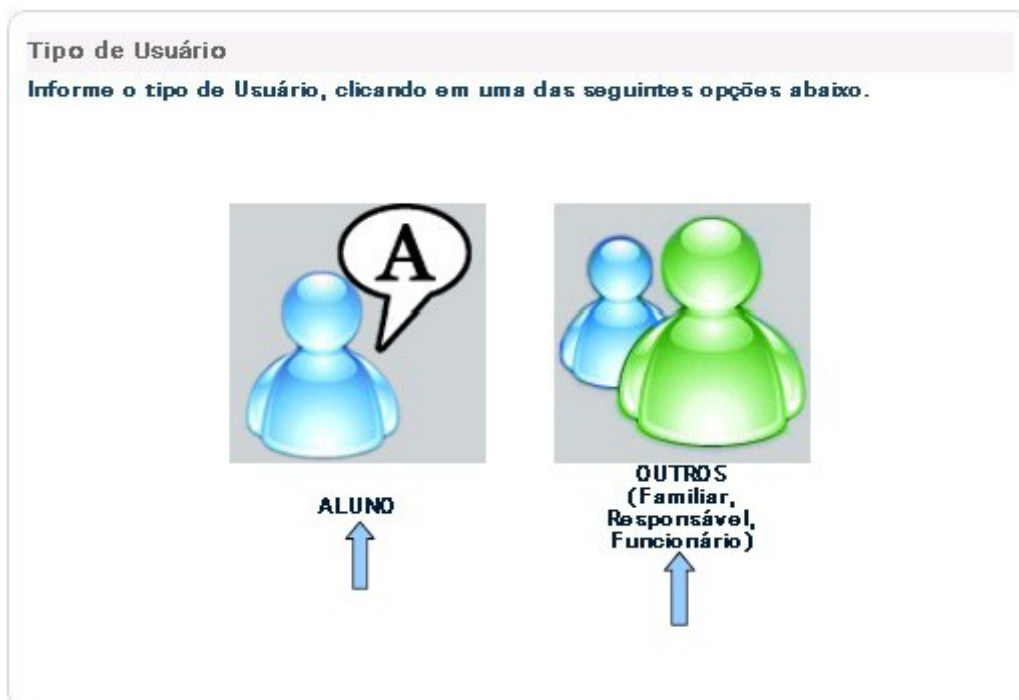 Tipo de Usuário
Informe o tipo de Usuário, clicando em uma das seguintes opções abaixo.
A
ALUNO
OUTROS
(Familiar,
Responsável,
Funcionário)